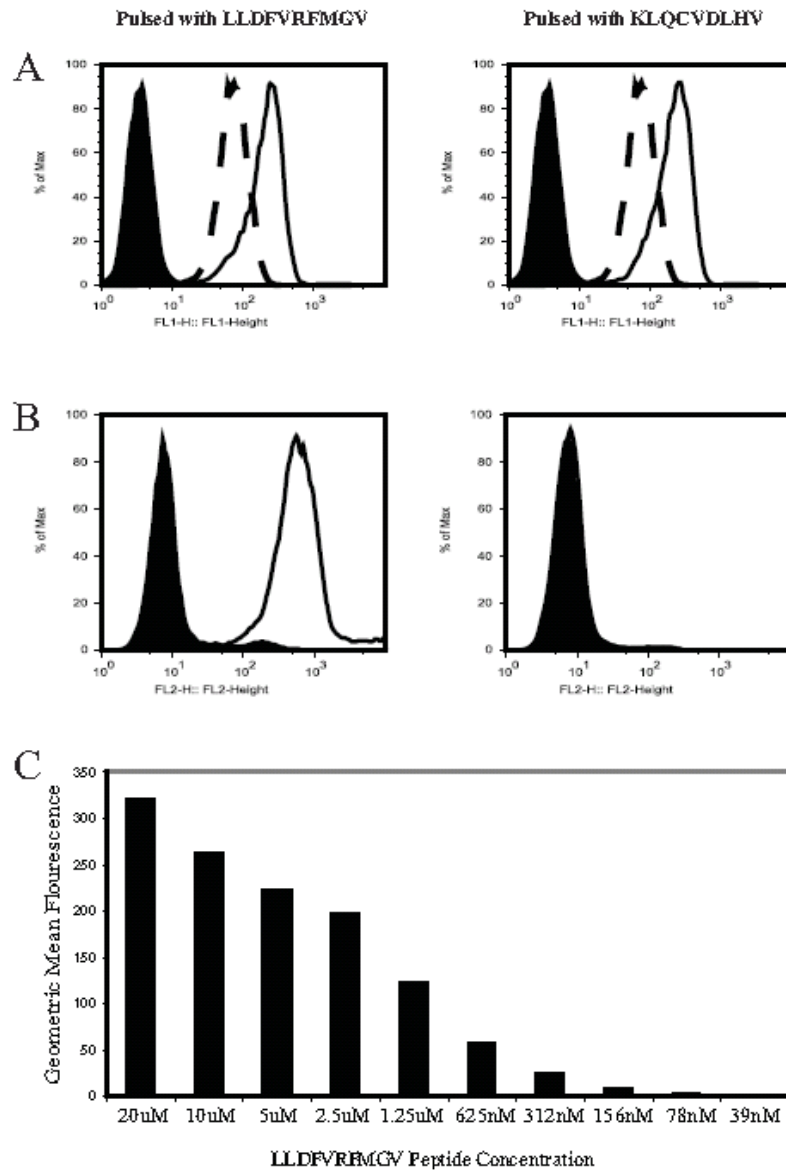 Pulsed with LLDFVRFMGV
Pulsed with KLQCVDLHV
A
100
80
60
40
20
0
% of Max
10^0 10^1 10^2 10^3
FL1-H:: FL1-Height
100
80
60
40
20
0
% of Max
10^0 10^1 10^2 10^3
FL1-H:: FL1-Height
B
100
80
60
40
20
0
% of Max
10^0 10^1 10^2 10^3
FL2-H:: FL2-Height
100
80
60
40
20
0
% of Max
10^0 10^1 10^2 10^3
FL2-H:: FL2-Height
C
350
300
250
200
150
100
50
0
Geometric Mean Flourescence
20uM 10uM 5uM 2.5uM 1.25uM 625nM 312nM 156nM 78nM 39nM
LLDFVRFMGV Peptide Concentration